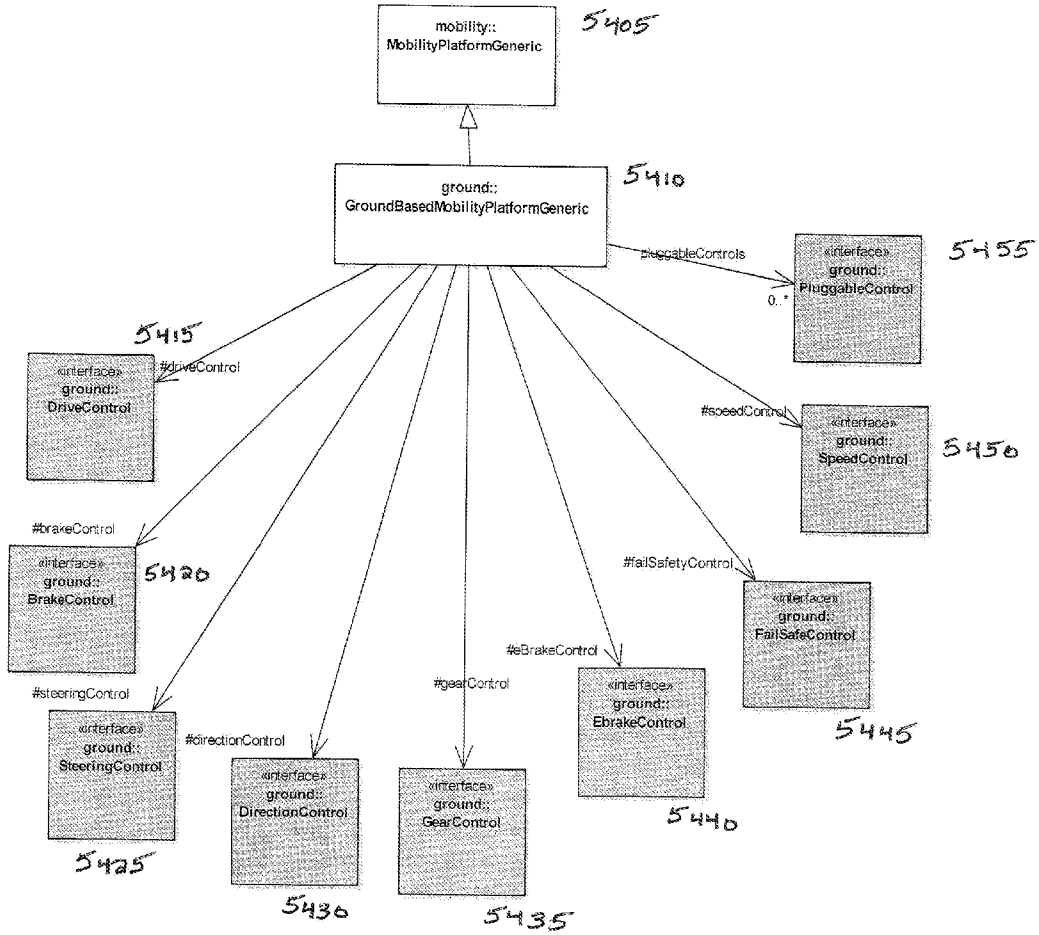 mobility::
MobilityPlatformGeneric
5405
ground::
GroundBasedMobilityPlatformGeneric
5410
pluggableControls
0..*
«interface»
ground::
PluggableControl
5455
5415
#driveControl
«interface»
ground::
DriveControl
#speedControl
«interface»
ground::
SpeedControl
5450
#brakeControl
«interface»
ground::
BrakeControl
5420
#failSafetyControl
«interface»
ground::
FailSafeControl
5445
#eBrakeControl
«interface»
ground::
EbrakeControl
5440
#steeringControl
«interface»
ground::
SteeringControl
5425
#directionControl
«interface»
ground::
DirectionControl
5430
#gearControl
«interface»
ground::
GearControl
5435